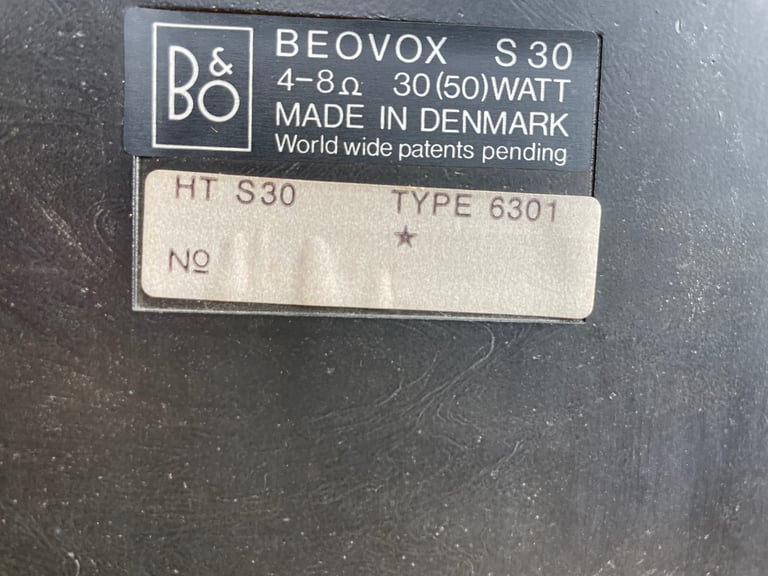 B&O
BEOVOX S 30
4-8Ω 30(50)WATT
MADE IN DENMARK
World wide patents pending
HT S30 TYPE 6301
★
Nº